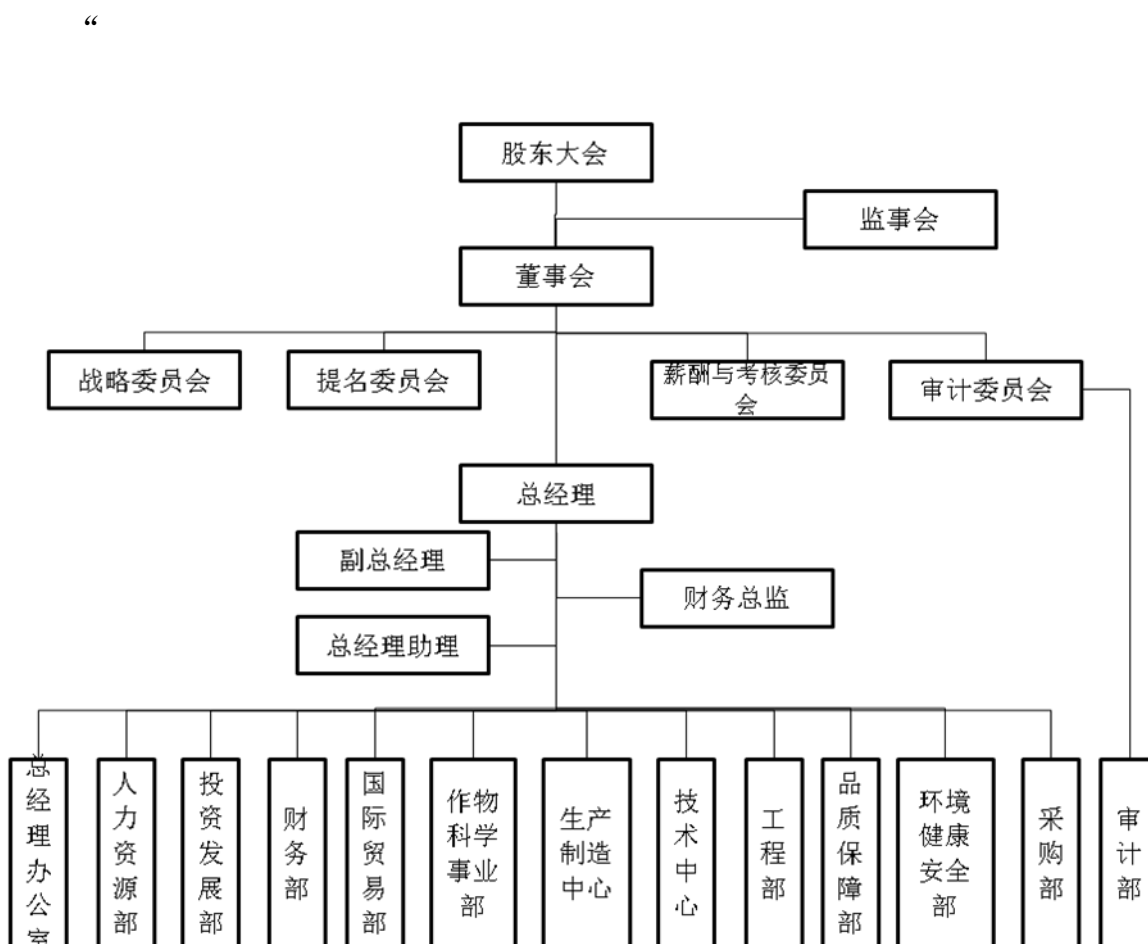 “
股东大会
监事会
董事会
战略委员会
提名委员会
薪酬与考核委员
会
审计委员会
总经理
副总经理
财务总监
总经理助理
总经理办公室
人力资源部
投资发展部
财务部
国际贸易部
作物
科学
事业
部
生产
制造
中心
技术中心
工程部
品质保障部
环境
健康
安全
部
采购部
审计部